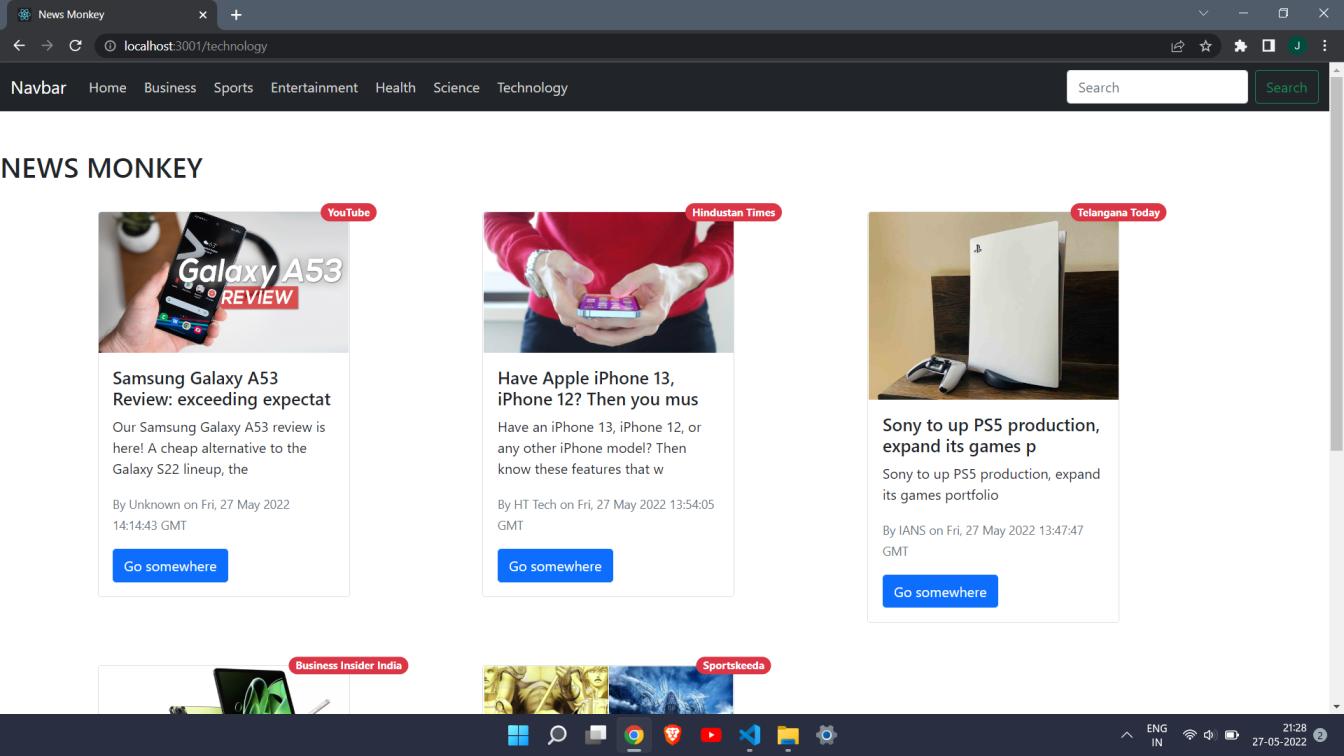 News Monkey
localhost:3001/technology
J
Navbar Home Business Sports Entertainment Health Science Technology Search Search
NEWS MONKEY
YouTube
Galaxy A53
REVIEW
Samsung Galaxy A53
Review: exceeding expectat
Our Samsung Galaxy A53 review is
here! A cheap alternative to the
Galaxy S22 lineup, the
By Unknown on Fri, 27 May 2022
14:14:43 GMT
Go somewhere
Hindustan Times
Have Apple iPhone 13,
iPhone 12? Then you mus
Have an iPhone 13, iPhone 12, or
any other iPhone model? Then
know these features that w
By HT Tech on Fri, 27 May 2022 13:54:05
GMT
Go somewhere
Telangana Today
Sony to up PS5 production,
expand its games p
Sony to up PS5 production, expand
its games portfolio
By IANS on Fri, 27 May 2022 13:47:47
GMT
Go somewhere
Business Insider India
Sportskeeda
ENG
IN
21:28
27-05-2022
2